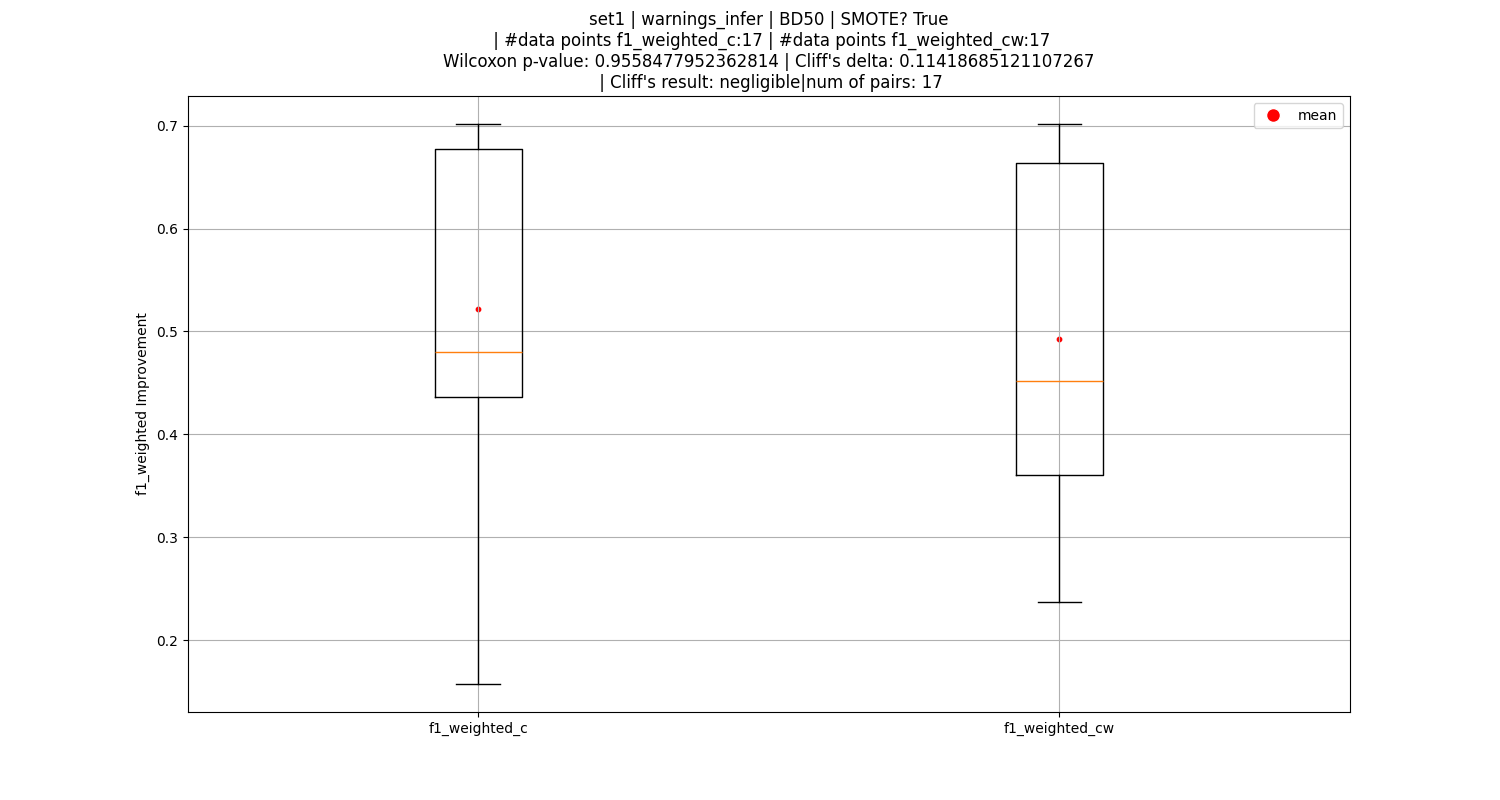 set1 | warnings_infer | BD50 | SMOTE? True
| #data points f1_weighted_c:17 | #data points f1_weighted_cw:17
Wilcoxon p-value: 0.9558477952362814 | Cliff's delta: 0.11418685121107267
| Cliff's result: negligible|num of pairs: 17
mean
0.7
0.6
0.5
0.4
0.3
0.2
f1_weighted Improvement
f1_weighted_c
f1_weighted_cw